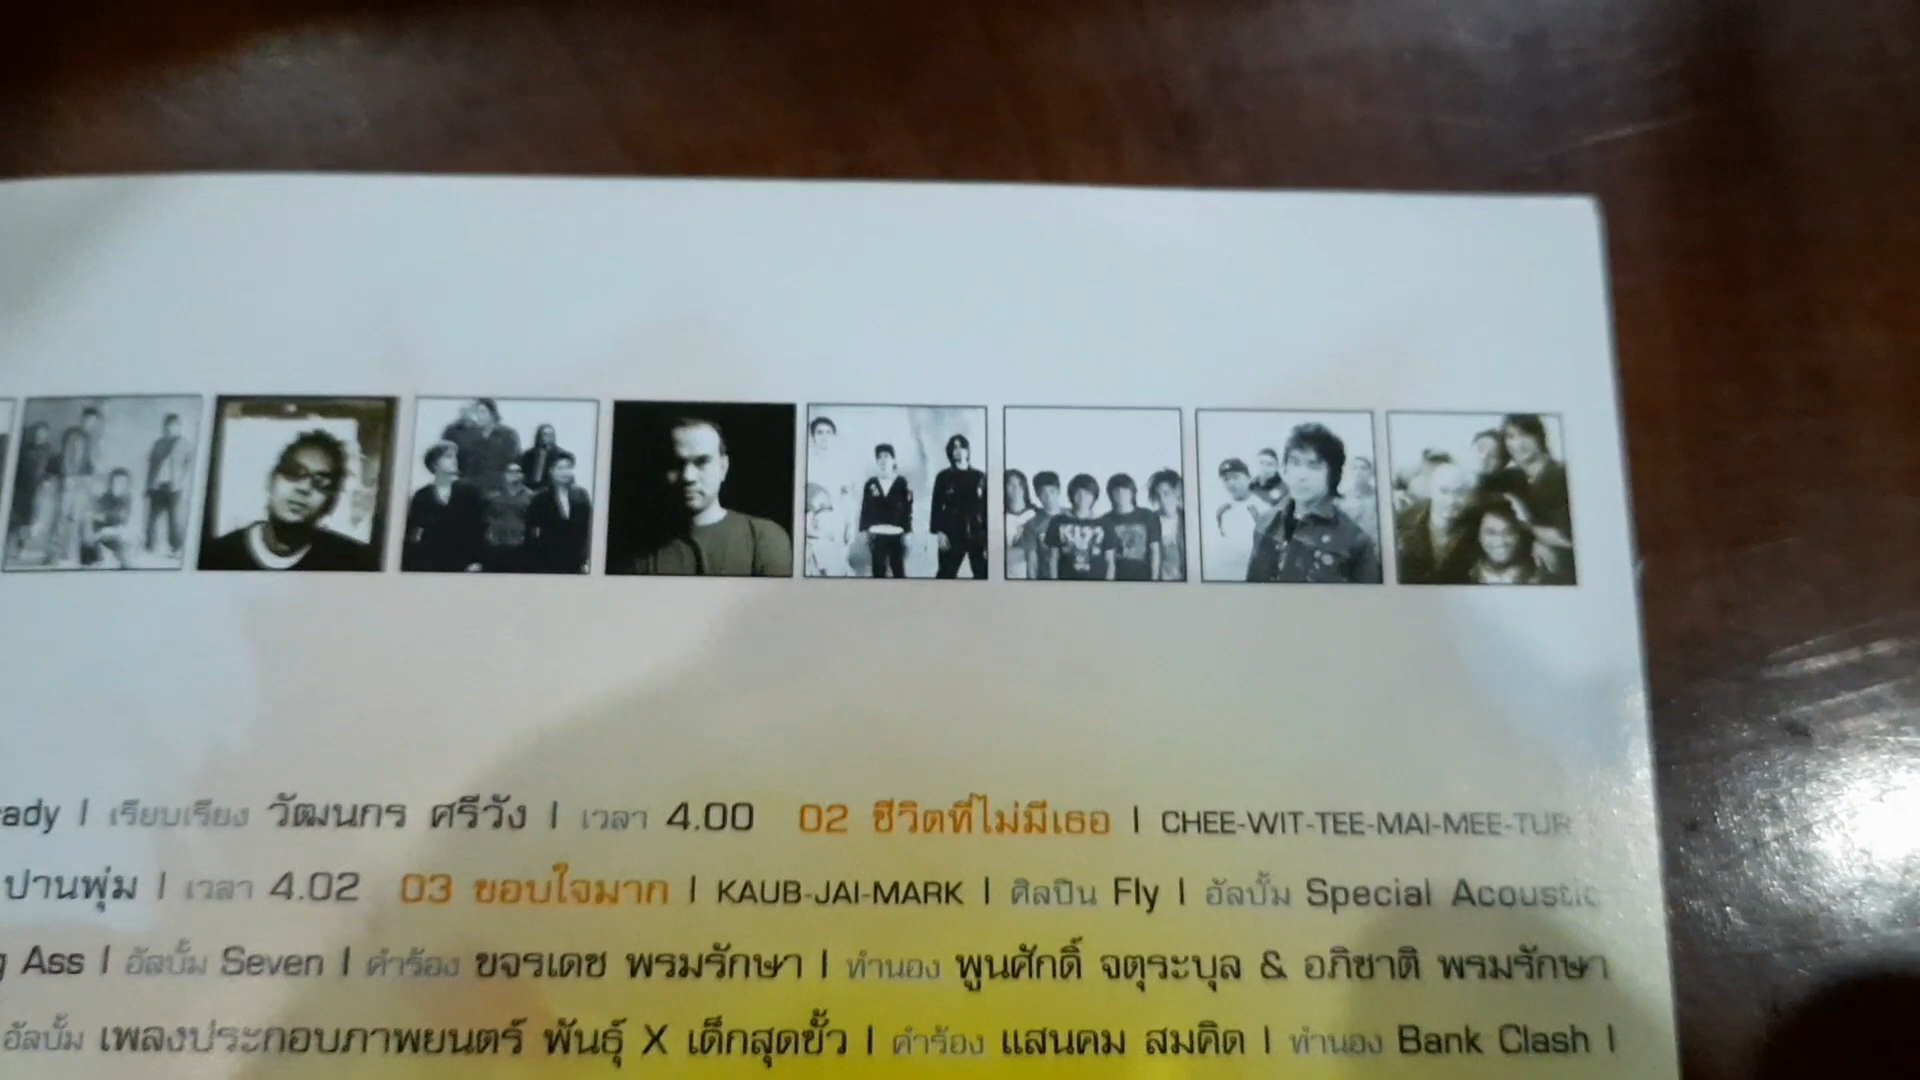 ady | เรียบเรียง วัฒนกร ศรีวัง | เวลา 4.00 02 ชีวิตที่ไม่มีเธอ | CHEE-WIT-TEE-MAI-MEE-TUR
ปานพุ่ม | เวลา 4.02 03 ขอบใจมาก | KAUB-JAI-MARK | ศิลปิน Fly | อัลบั้ม Special Acoustic
g Ass | อัลบั้ม Seven | คำร้อง ขจรเดช พรมรักษา | ทำนอง พูนศักดิ์ จตุระบุล & อภิชาติ พรมรักษา
อัลบั้ม เพลงประกอบภาพยนตร์ พันธุ์ X เด็กสุดขั้ว | คำร้อง แสนคม สมคิด | ทำนอง Bank Clash |